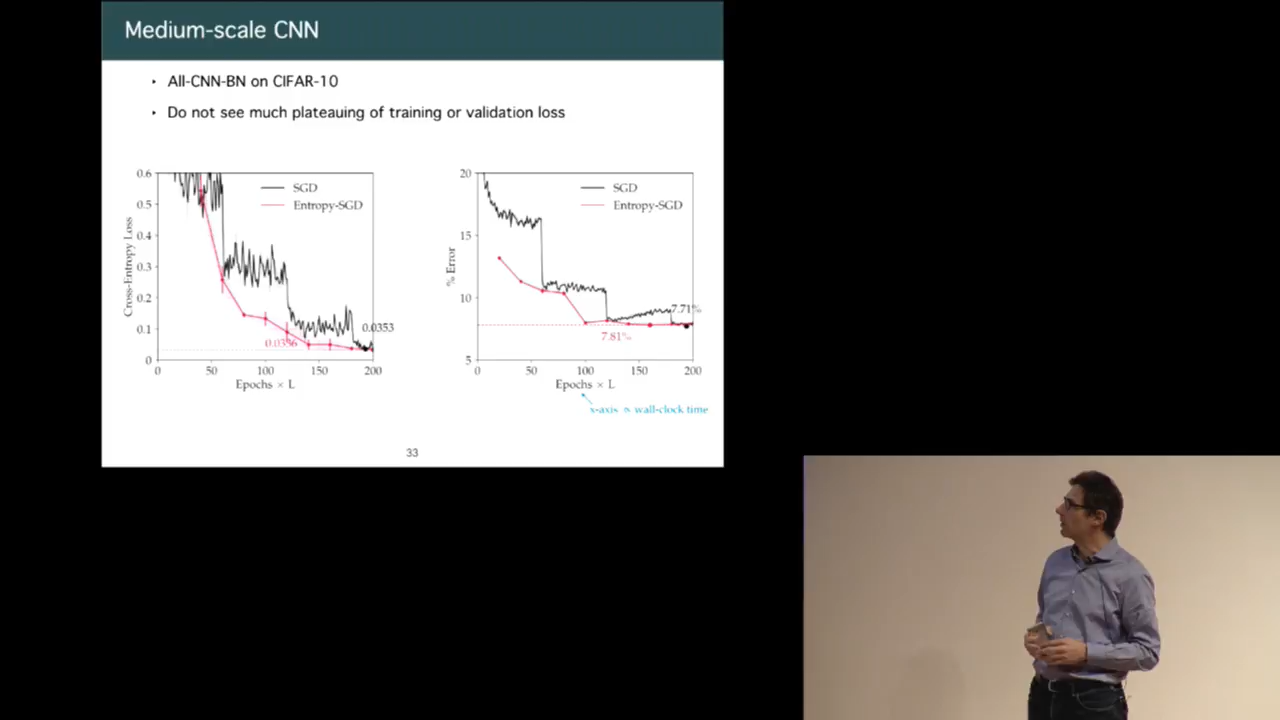 Medium-scale CNN
All-CNN-BN on CIFAR-10
Do not see much plateauing of training or validation loss
0.6
0.5
0.4
0.3
0.2
0.1
0
Cross-Entropy Loss
SGD
Entropy-SGD
0.0353
0.0336
0 50 100 150 200
Epochs × L
20
15
10
5
% Error
SGD
Entropy-SGD
7.71%
7.81%
0 50 100 150 200
Epochs × L
x-axis ∝ wall-clock time
33